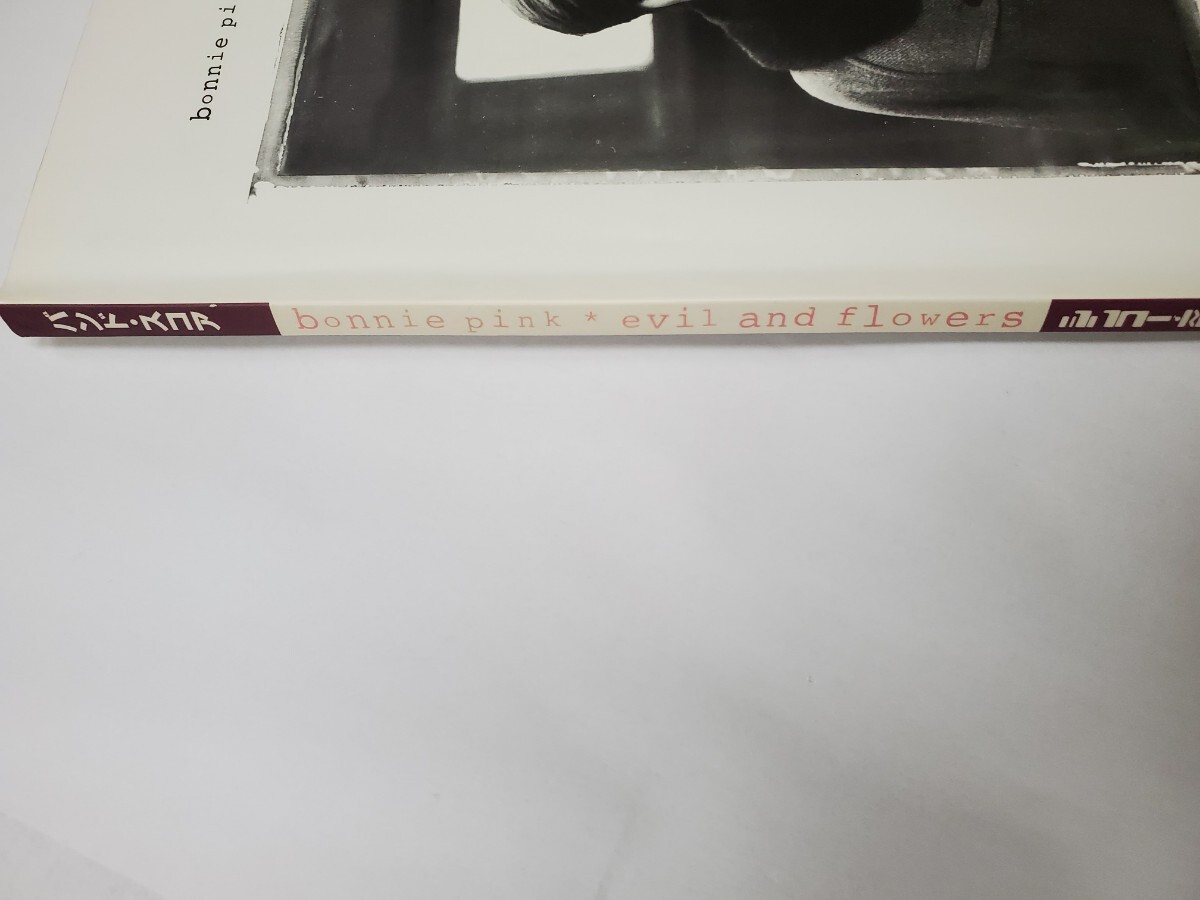 bonnie pi
バンド・スコア
bonnie pink * evil and flowers